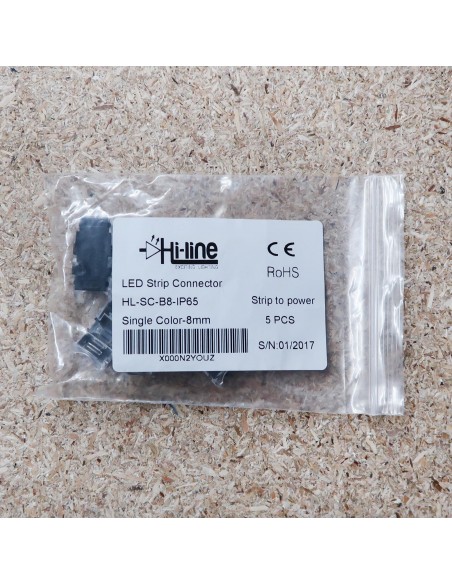 Hi-line
EXCITING LIGHTING
CE
RoHS
LED Strip Connector
HL-SC-B8-IP65
Strip to power
Single Color-8mm
5 PCS
S/N:01/2017
X000N2YOUZ